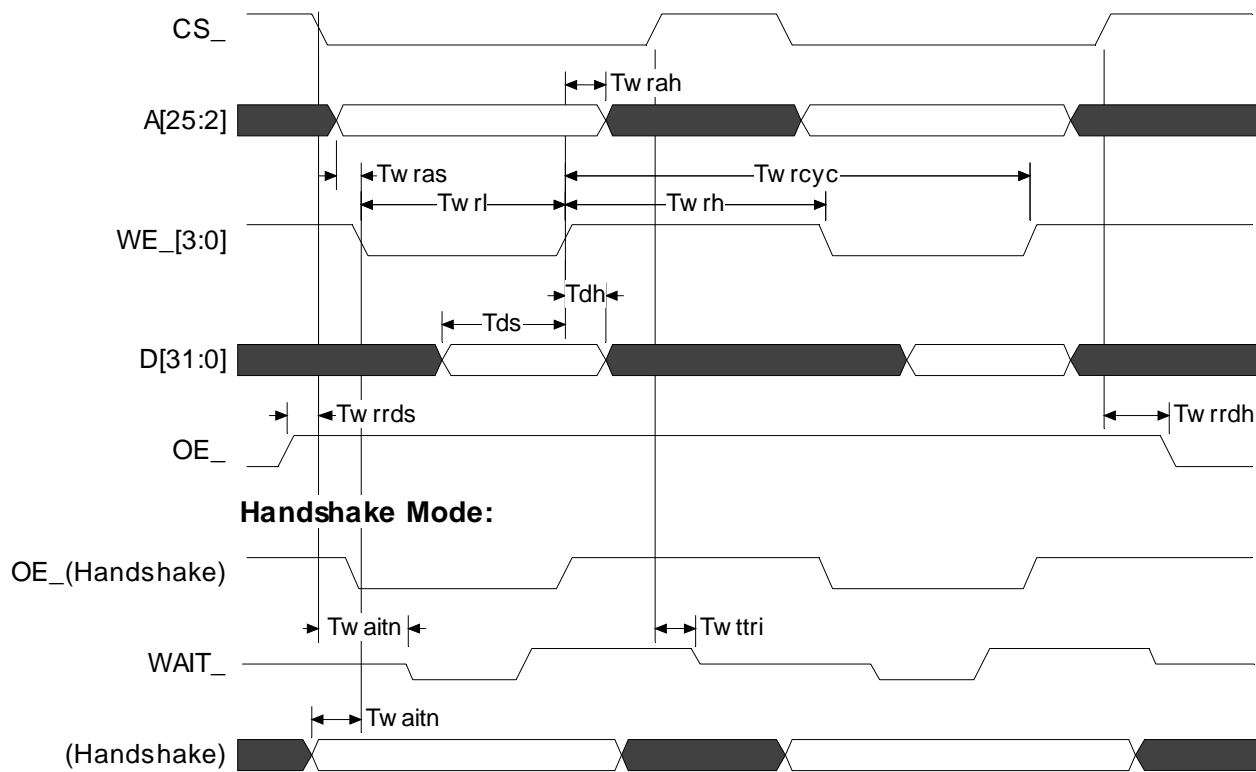 CS_
Tw rah
A[25:2]
Tw ras
Tw rcyc
Tw rl
Tw rh
WE_[3:0]
Tdh
Tds
D[31:0]
Tw rrds
Tw rrdh
OE_
Handshake Mode:
OE_(Handshake)
Tw aitn
Tw ttri
WAIT_
Tw aitn
(Handshake)